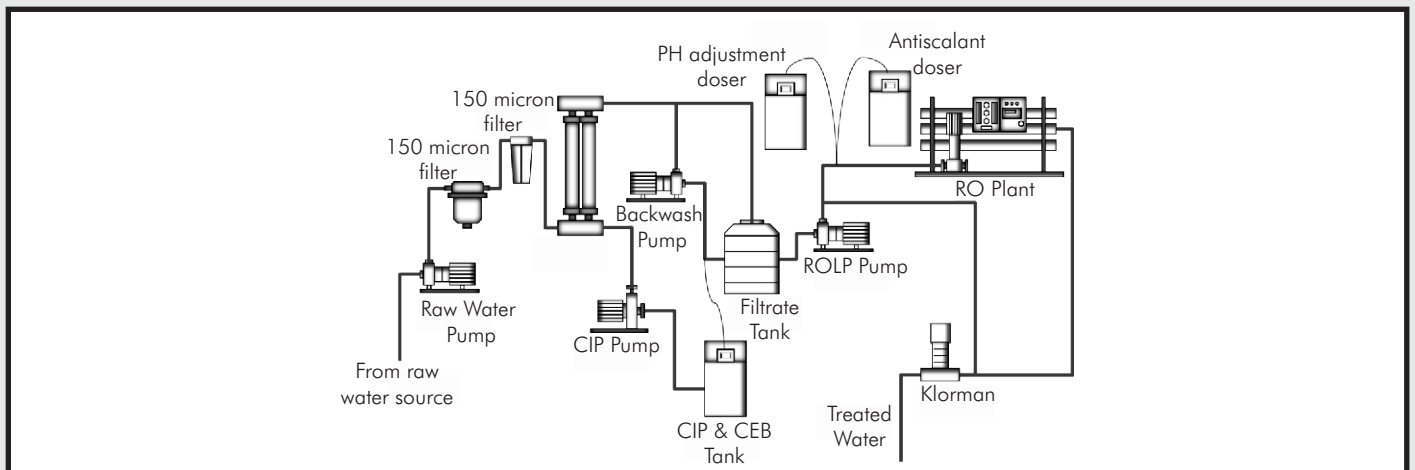 PH adjustment
doser
Antiscalant
doser
150 micron
filter
150 micron
filter
RO Plant
Backwash
Pump
ROLP Pump
Raw Water
Pump
Filtrate
Tank
CIP Pump
From raw
water source
Klorman
Treated
Water
CIP & CEB
Tank